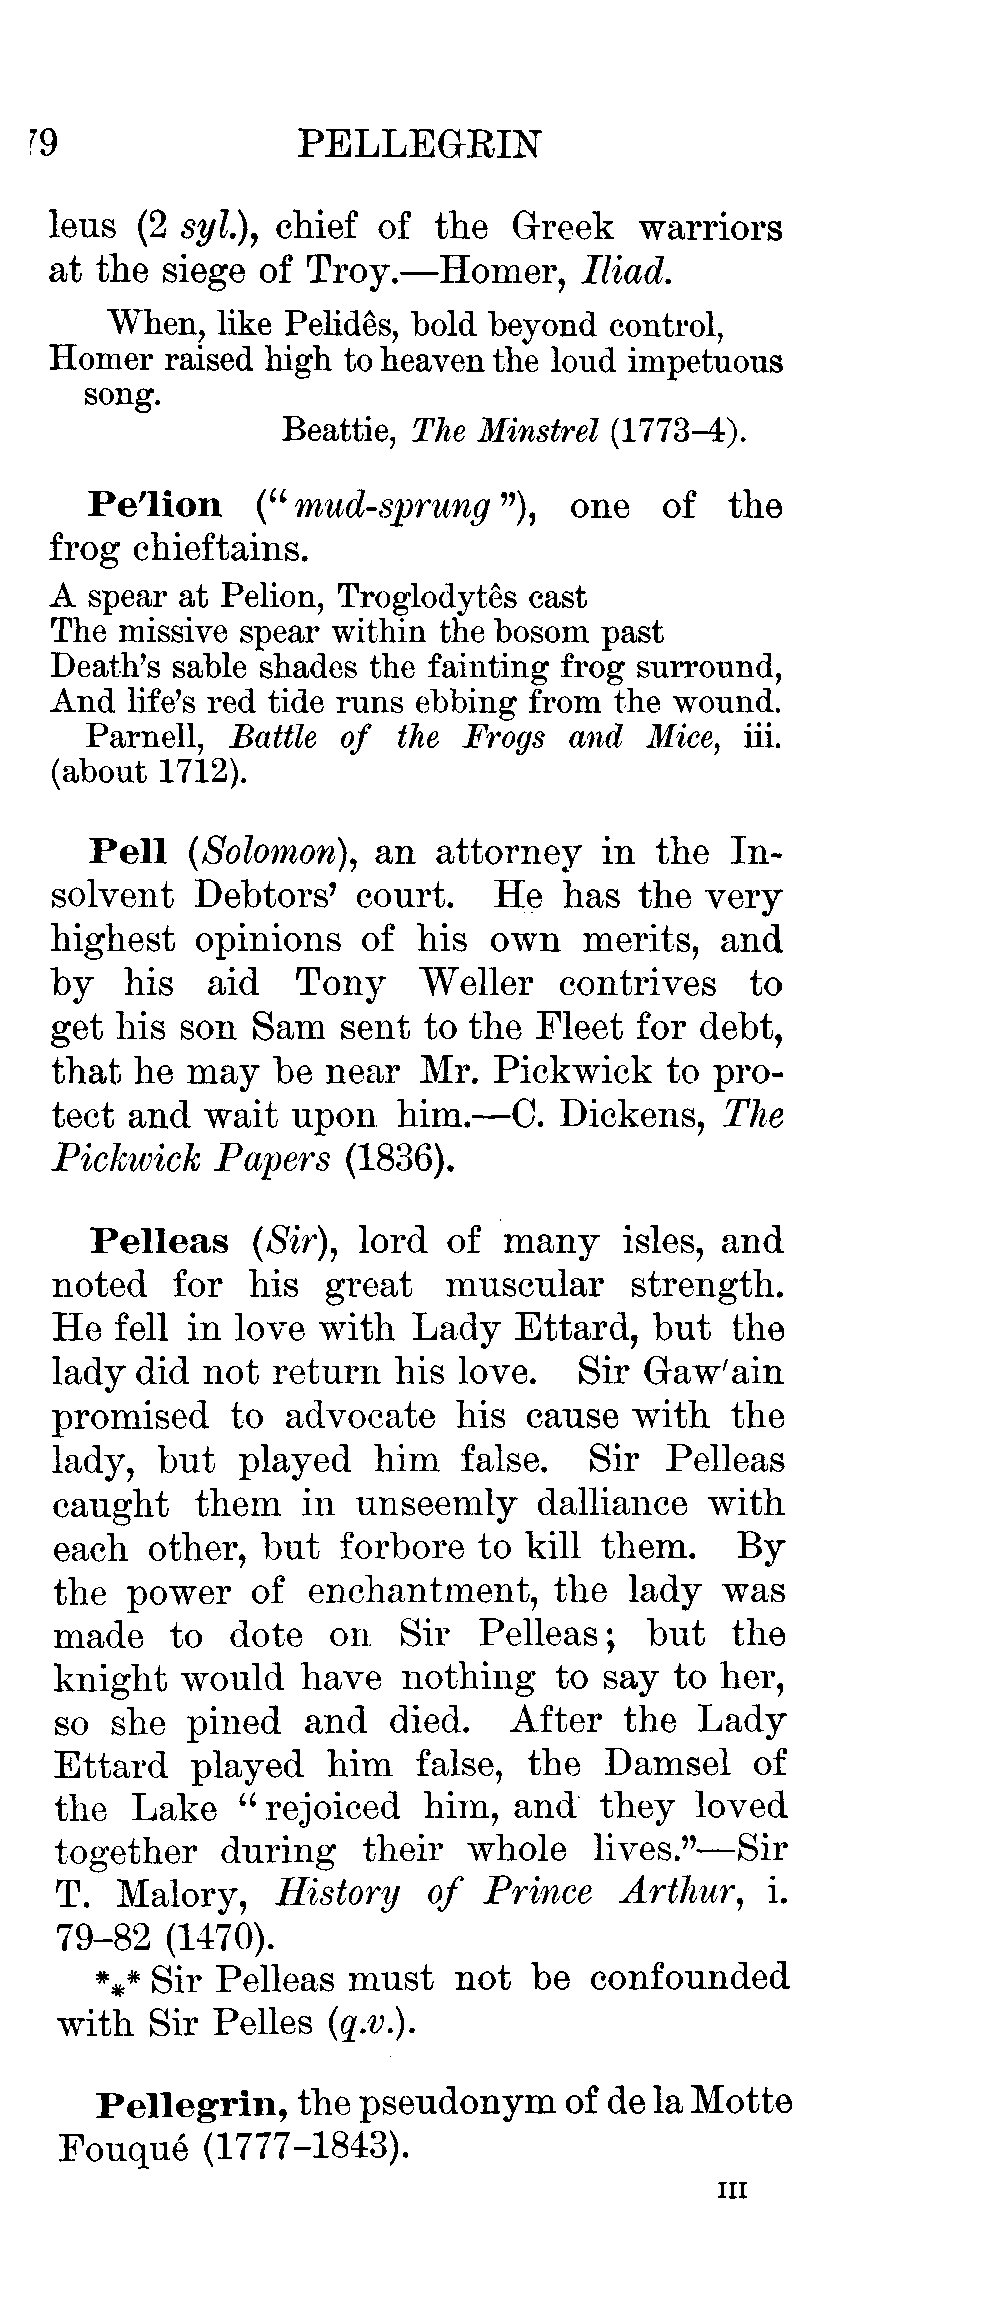 79 PELLEGRIN
leus (2 syl.), chief of the Greek warriors
at the siege of Troy.—Homer, Iliad.
When, like Pelidês, bold beyond control,
Homer raised high to heaven the loud impetuous
song.
Beattie, The Minstrel (1773–4).
Pe'lion (“mud-sprung”), one of the
frog chieftains.
A spear at Pelion, Troglodytês cast
The missive spear within the bosom past
Death’s sable shades the fainting frog surround,
And life’s red tide runs ebbing from the wound.
Parnell, Battle of the Frogs and Mice, iii.
(about 1712).
Pell (Solomon), an attorney in the In-
solvent Debtors’ court. He has the very
highest opinions of his own merits, and
by his aid Tony Weller contrives to
get his son Sam sent to the Fleet for debt,
that he may be near Mr. Pickwick to pro-
tect and wait upon him.—C. Dickens, The
Pickwick Papers (1836).
Pelleas (Sir), lord of many isles, and
noted for his great muscular strength.
He fell in love with Lady Ettard, but the
lady did not return his love. Sir Gaw'ain
promised to advocate his cause with the
lady, but played him false. Sir Pelleas
caught them in unseemly dalliance with
each other, but forbore to kill them. By
the power of enchantment, the lady was
made to dote on Sir Pelleas; but the
knight would have nothing to say to her,
so she pined and died. After the Lady
Ettard played him false, the Damsel of
the Lake “rejoiced him, and they loved
together during their whole lives.”—Sir
T. Malory, History of Prince Arthur, i.
79–82 (1470).
*⁎* Sir Pelleas must not be confounded
with Sir Pelles (q.v.).
Pellegrin, the pseudonym of de la Motte
Fouqué (1777–1843).
III